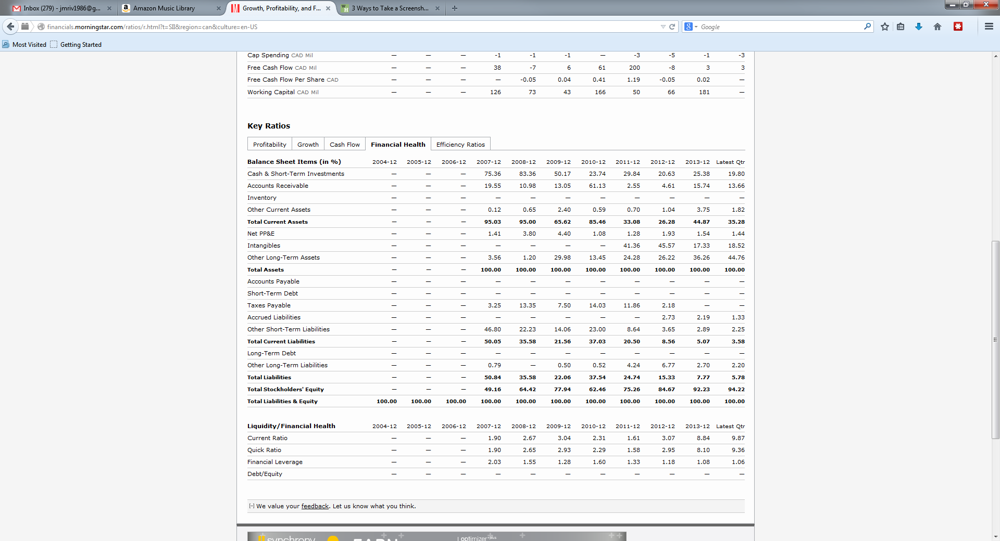 Inbox (279) - jmriv1986@g...
Amazon Music Library
Growth, Profitability, and F...
3 Ways to Take a Screensh...
financials.morningstar.com/ratios/r.html?t=SII&region=can&culture=en-US
Google
Most Visited Getting Started
Cap Spending CAD Mil — — — -1 -1 -1 — -3 -5 -1 -3
Free Cash Flow CAD Mil — — — 38 -7 6 61 200 -8 3 3
Free Cash Flow Per Share CAD — — — — -0.05 0.04 0.41 1.19 -0.05 0.02 —
Working Capital CAD Mil — — — 126 73 43 166 50 66 181 —
Key Ratios
Profitability Growth Cash Flow Financial Health Efficiency Ratios
Balance Sheet Items (in %) 2004-12 2005-12 2006-12 2007-12 2008-12 2009-12 2010-12 2011-12 2012-12 2013-12 Latest Qtr
Cash & Short-Term Investments — — — 75.36 83.36 50.17 23.74 29.84 20.63 25.38 19.80
Accounts Receivable — — — 19.55 10.98 13.05 61.13 2.55 4.61 15.74 13.66
Inventory — — — — — — — — — — —
Other Current Assets — — — 0.12 0.65 2.40 0.59 0.70 1.04 3.75 1.82
Total Current Assets — — — 95.03 95.00 65.62 85.46 33.08 26.28 44.87 35.28
Net PP&E — — — 1.41 3.80 4.40 1.08 1.28 1.93 1.54 1.44
Intangibles — — — — — — — 41.36 45.57 17.33 18.52
Other Long-Term Assets — — — 3.56 1.20 29.98 13.45 24.28 26.22 36.26 44.76
Total Assets — — — 100.00 100.00 100.00 100.00 100.00 100.00 100.00 100.00
Accounts Payable — — — — — — — — — — —
Short-Term Debt — — — — — — — — — — —
Taxes Payable — — — 3.25 13.35 7.50 14.03 11.86 2.18 — —
Accrued Liabilities — — — — — — — — 2.73 2.19 1.33
Other Short-Term Liabilities — — — 46.80 22.23 14.06 23.00 8.64 3.65 2.89 2.25
Total Current Liabilities — — — 50.05 35.58 21.56 37.03 20.50 8.56 5.07 3.58
Long-Term Debt — — — — — — — — — — —
Other Long-Term Liabilities — — — 0.79 — 0.50 0.52 4.24 6.77 2.70 2.20
Total Liabilities — — — 50.84 35.58 22.06 37.54 24.74 15.33 7.77 5.78
Total Stockholders' Equity — — — 49.16 64.42 77.94 62.46 75.26 84.67 92.23 94.22
Total Liabilities & Equity 100.00 100.00 100.00 100.00 100.00 100.00 100.00 100.00 100.00 100.00 100.00
Liquidity/Financial Health 2004-12 2005-12 2006-12 2007-12 2008-12 2009-12 2010-12 2011-12 2012-12 2013-12 Latest Qtr
Current Ratio — — — 1.90 2.67 3.04 2.31 1.61 3.07 8.84 9.87
Quick Ratio — — — 1.90 2.65 2.93 2.29 1.58 2.95 8.10 9.36
Financial Leverage — — — 2.03 1.55 1.28 1.60 1.33 1.18 1.08 1.06
Debt/Equity — — — — — — — — — — —
[-] We value your feedback. Let us know what you think.
synchrony EARN optimizer+plus